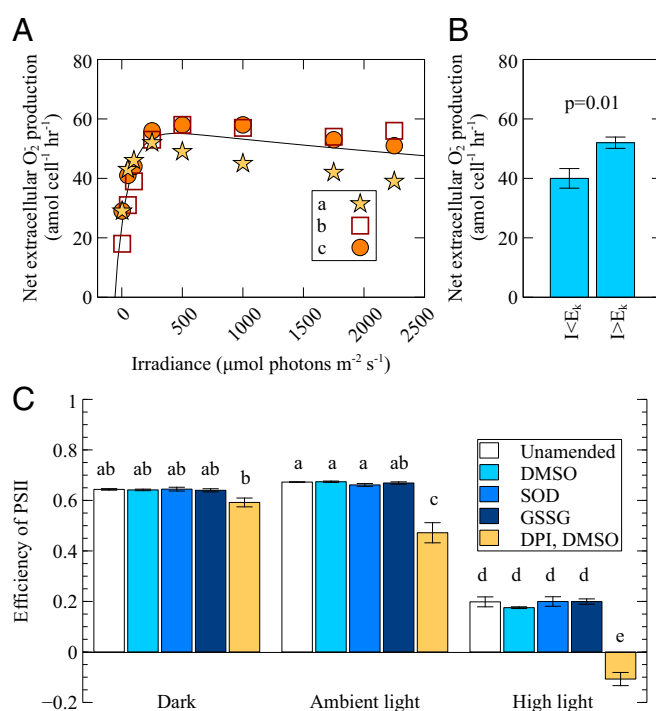 A
Net extracellular O₂⁻ production
(amol cell⁻¹ hr⁻¹)
80
60
40
20
0
a
b
c
0
500
1000
1500
2000
2500
Irradiance (μmol photons m⁻² s⁻¹)
B
Net extracellular O₂⁻ production
(amol cell⁻¹ hr⁻¹)
80
60
40
20
0
p=0.01
I<Eₖ
I>Eₖ
C
Efficiency of PSII
1
0.8
0.6
0.4
0.2
0
−0.2
ab ab ab ab b
a a a ab c
d d d d e
Unamended
DMSO
SOD
GSSG
DPI, DMSO
Dark Ambient light High light